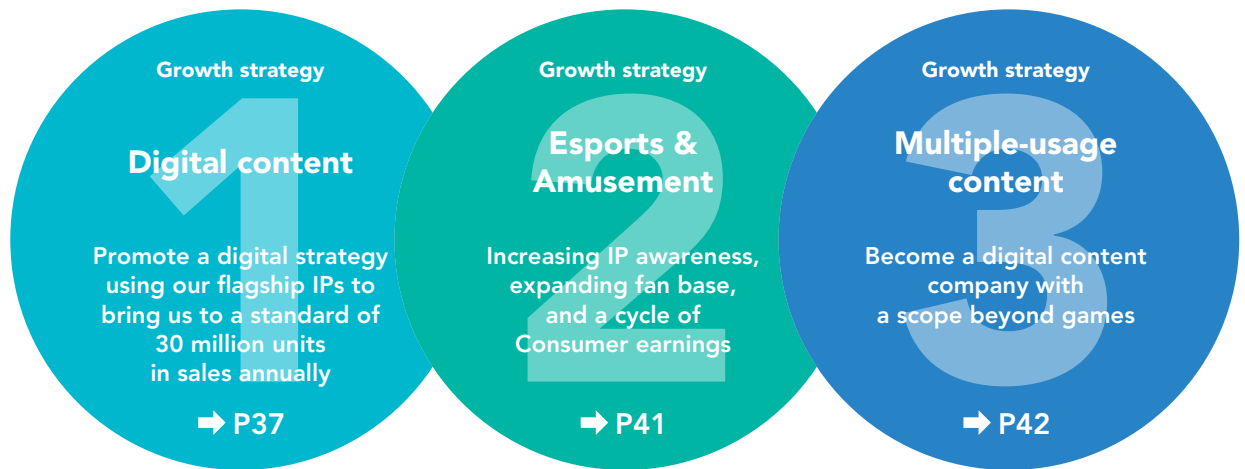 Growth strategy
1
Digital content
Promote a digital strategy
using our flagship IPs to
bring us to a standard of
30 million units
in sales annually
➡ P37
Growth strategy
2
Esports &
Amusement
Increasing IP awareness,
expanding fan base,
and a cycle of
Consumer earnings
➡ P41
Growth strategy
3
Multiple-usage
content
Become a digital content
company with
a scope beyond games
➡ P42